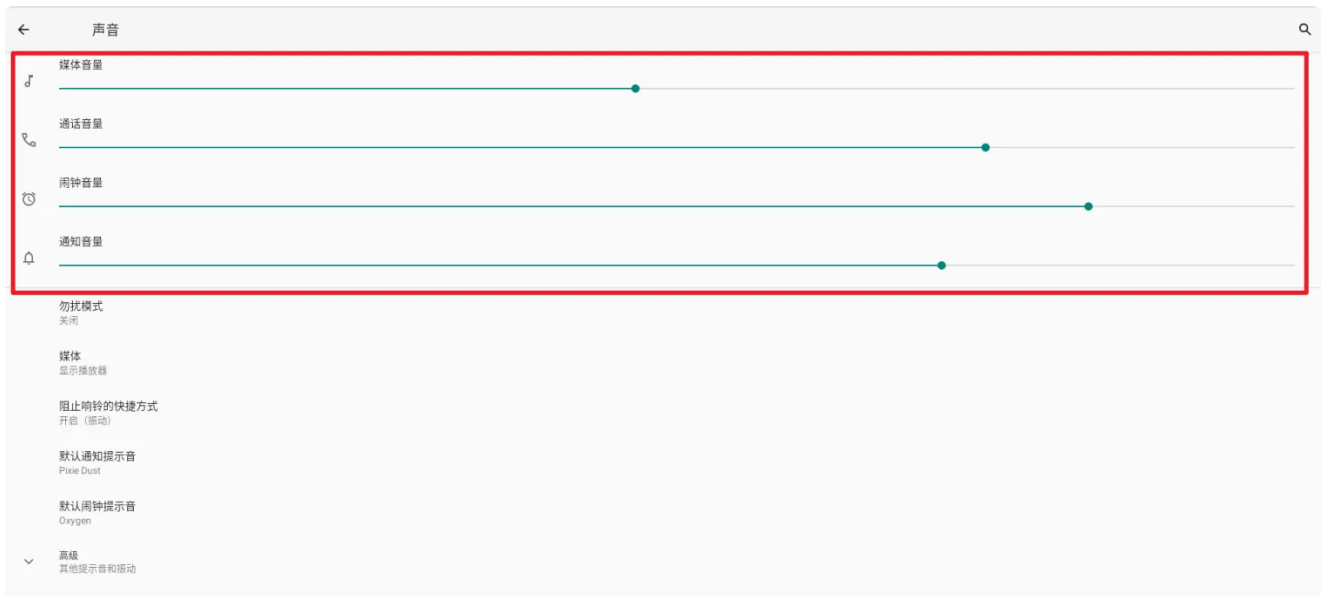 声音
媒体音量
通话音量
闹钟音量
通知音量
勿扰模式
关闭
媒体
显示播放器
阻止响铃的快捷方式
开启（振动）
默认通知提示音
Pixie Dust
默认闹钟提示音
Oxygen
高级
其他提示音和振动